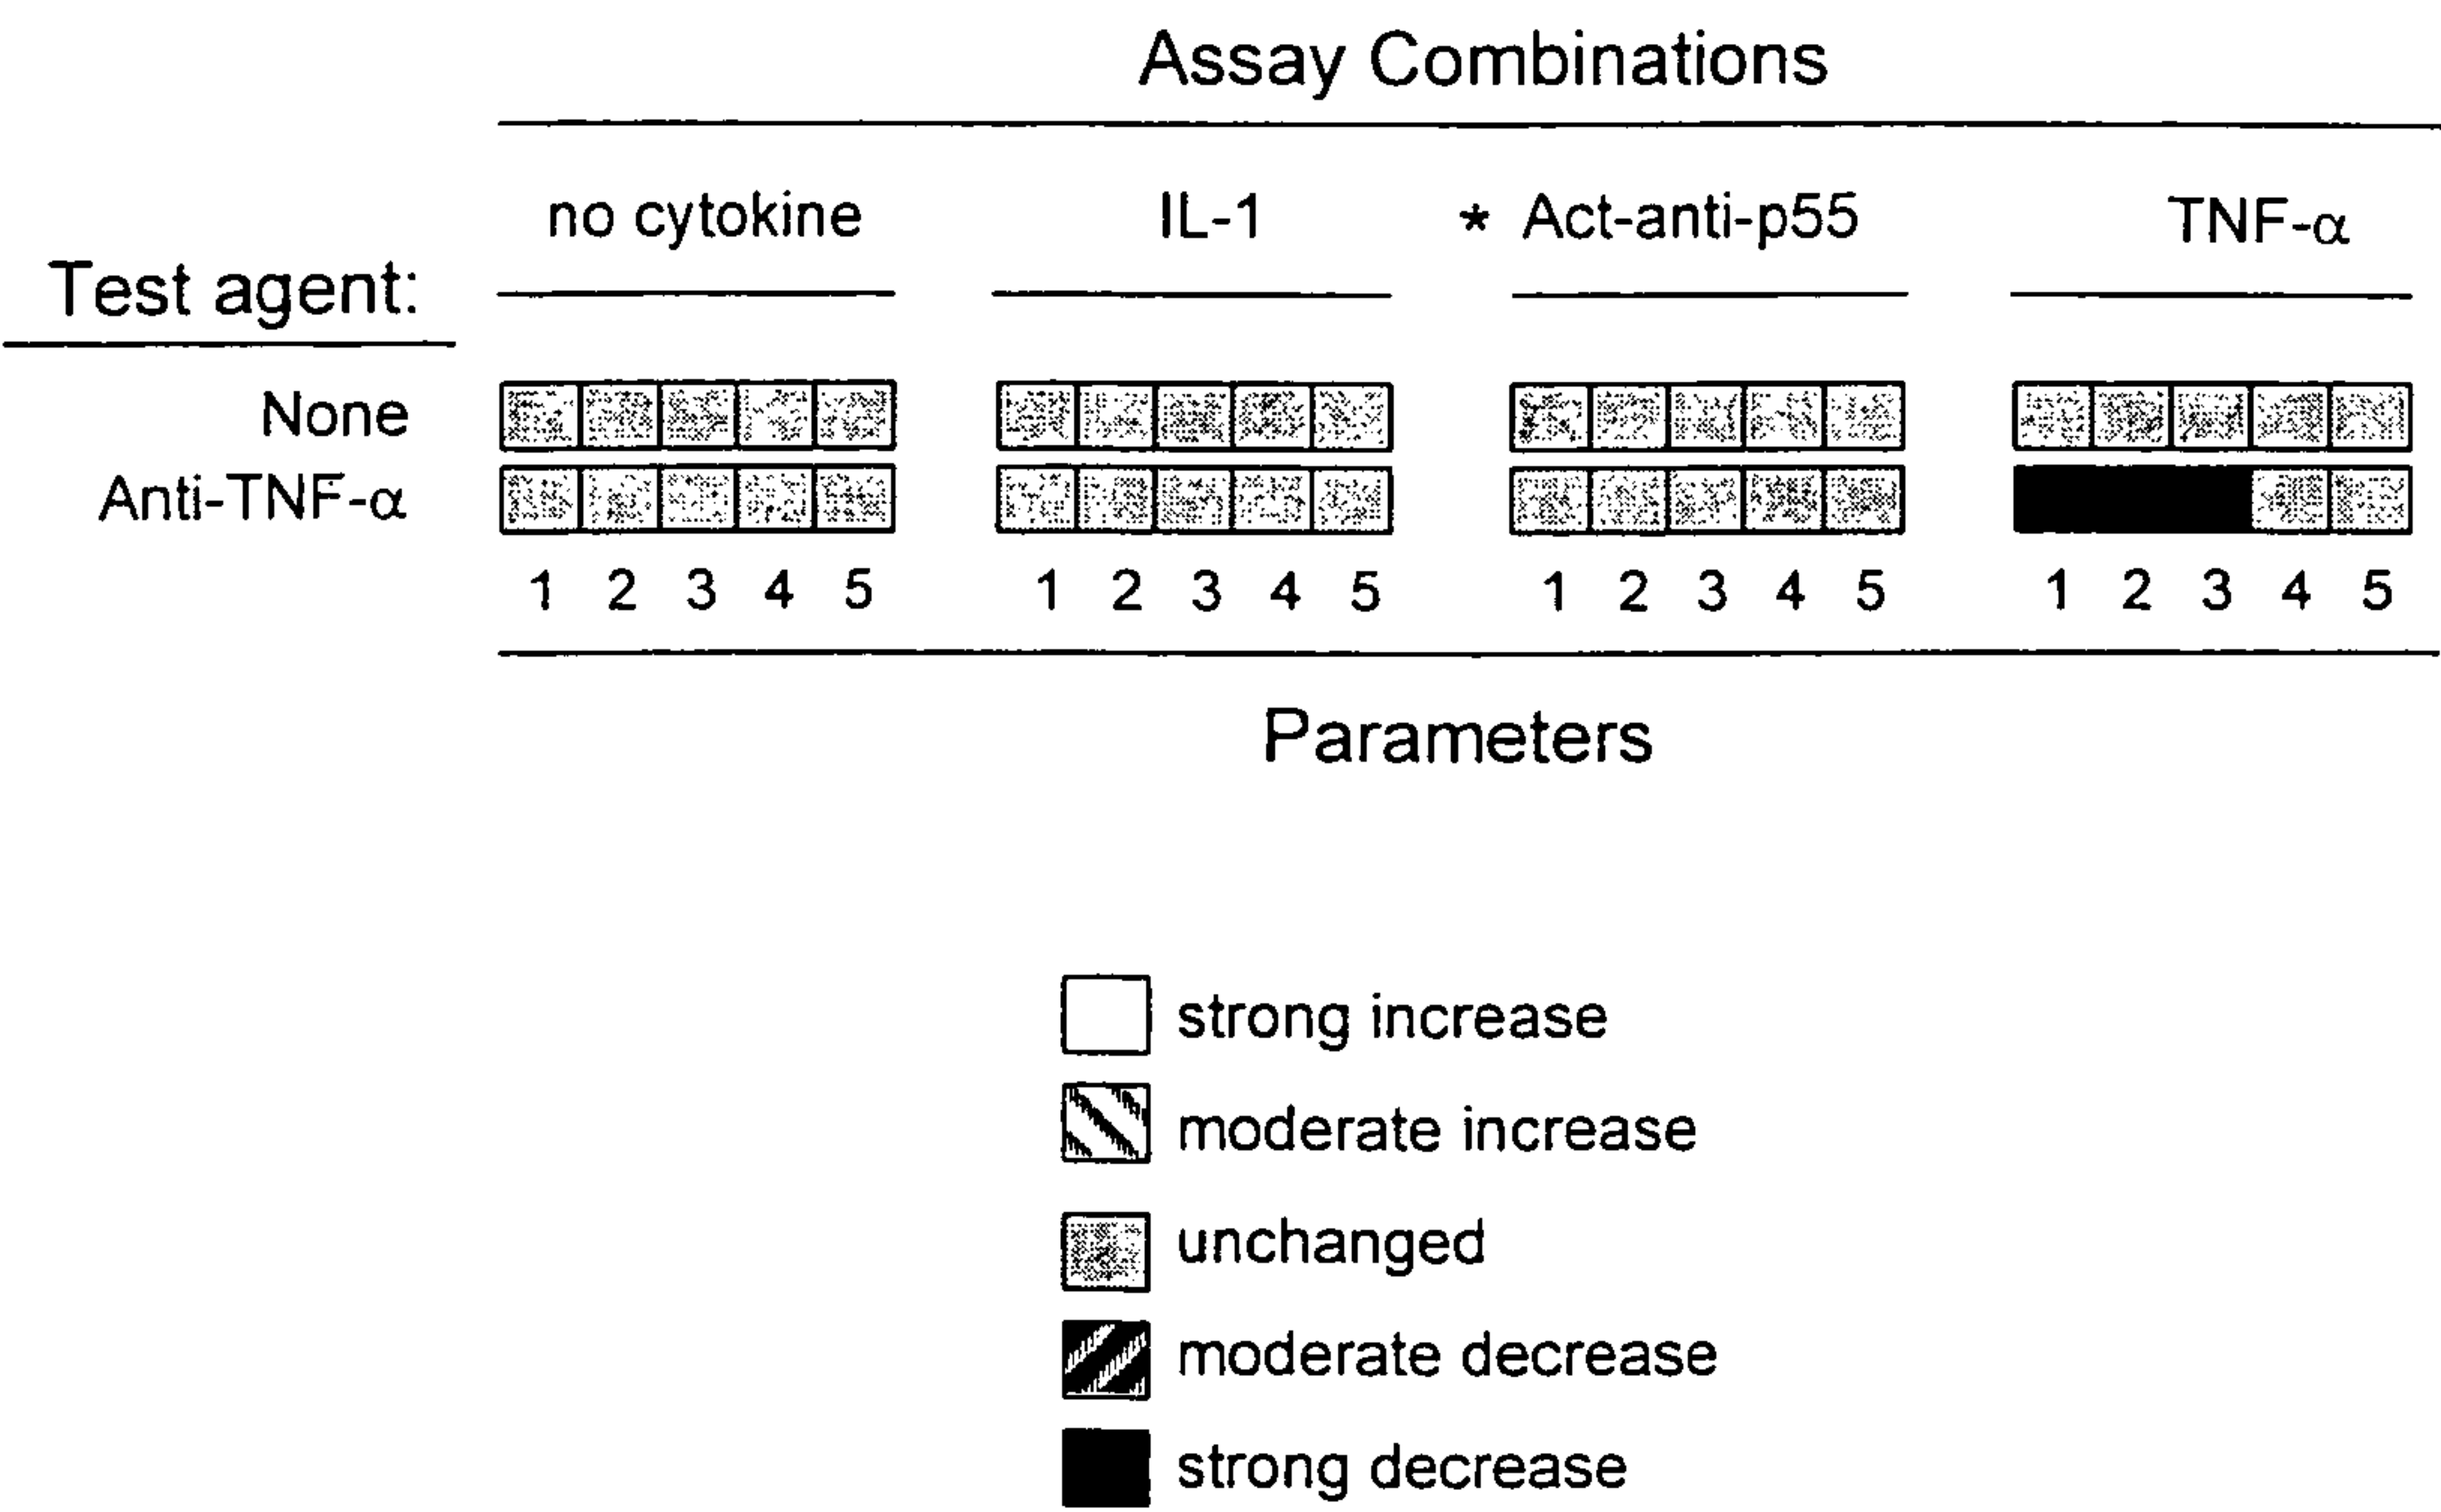 Assay Combinations
no cytokine IL-1 * Act-anti-p55 TNF-α
Test agent:
None
Anti-TNF-α
1 2 3 4 5 1 2 3 4 5 1 2 3 4 5 1 2 3 4 5
Parameters
strong increase
moderate increase
unchanged
moderate decrease
strong decrease